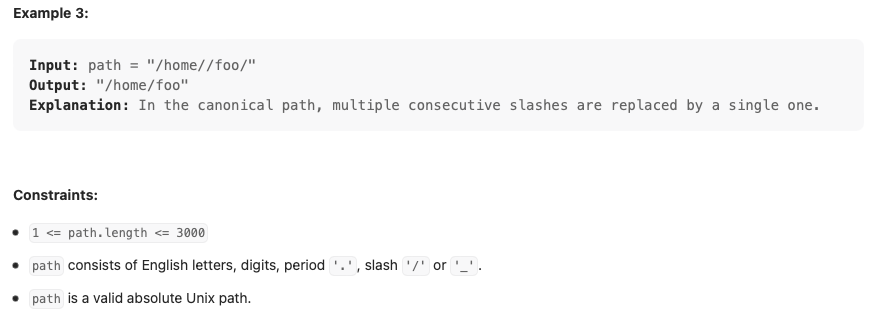 Example 3:
Input: path = "/home//foo/"
Output: "/home/foo"
Explanation: In the canonical path, multiple consecutive slashes are replaced by a single one.
Constraints:
• 1 <= path.length <= 3000
• path consists of English letters, digits, period '.', slash '/' or '_'.
• path is a valid absolute Unix path.